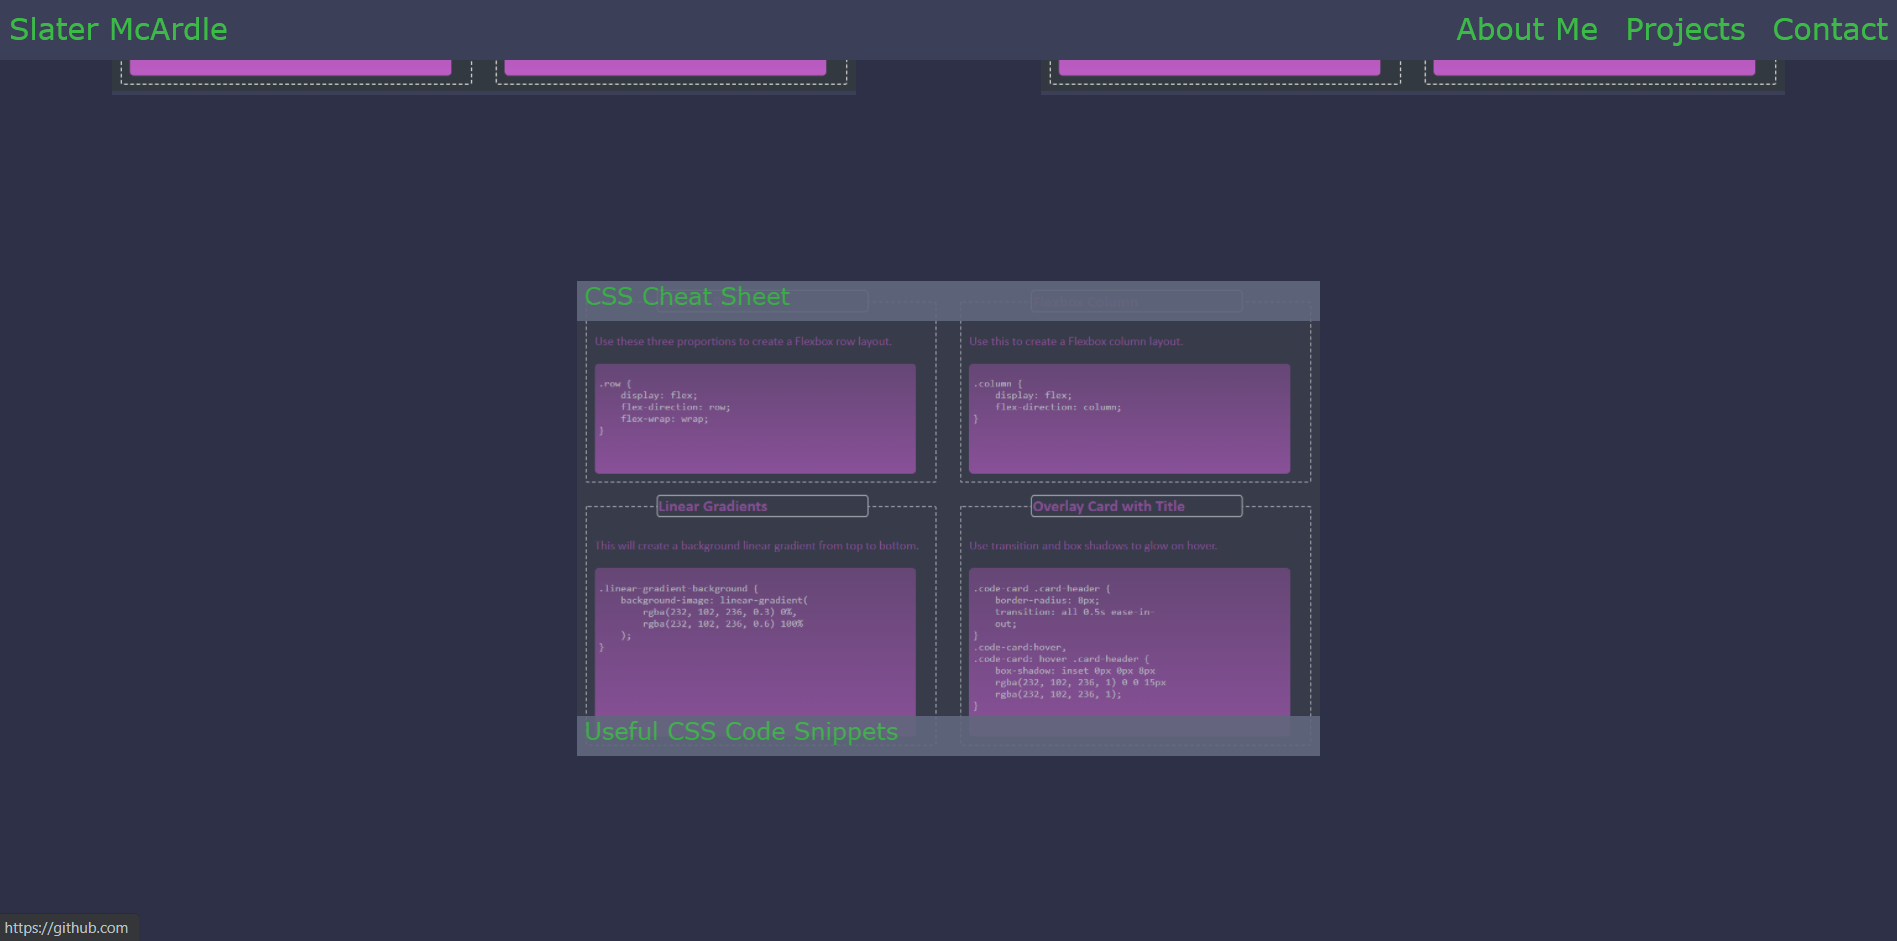 Slater McArdle
About Me Projects Contact
CSS Cheat Sheet
Use these three proportions to create a Flexbox row layout.
.row {
display: flex;
flex-direction: row;
flex-wrap: wrap;
}
Use this to create a Flexbox column layout.
.column {
display: flex;
flex-direction: column;
}
Linear Gradients
This will create a background linear gradient from top to bottom.
.linear-gradient-background {
background-image: linear-gradient(
rgba(232, 102, 236, 0.3) 0%,
rgba(232, 102, 236, 0.6) 100%
);
}
Overlay Card with Title
Use transition and box shadows to glow on hover.
.code-card .card-header {
border-radius: 8px;
transition: all 0.5s ease-in-
out;
}
.code-card:hover,
.code-card: hover .card-header {
box-shadow: inset 0px 0px 8px
rgba(232, 102, 236, 1) 0 0 15px
rgba(232, 102, 236, 1);
}
Useful CSS Code Snippets
https://github.com